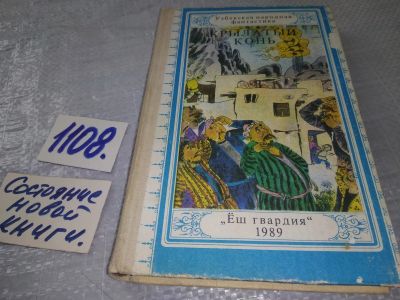 Узбекская народная
фантастика
КРЫЛАТЫЙ
КОНЬ
„Ёш гвардия“
1989
1108.
Состояние
новой
книги.